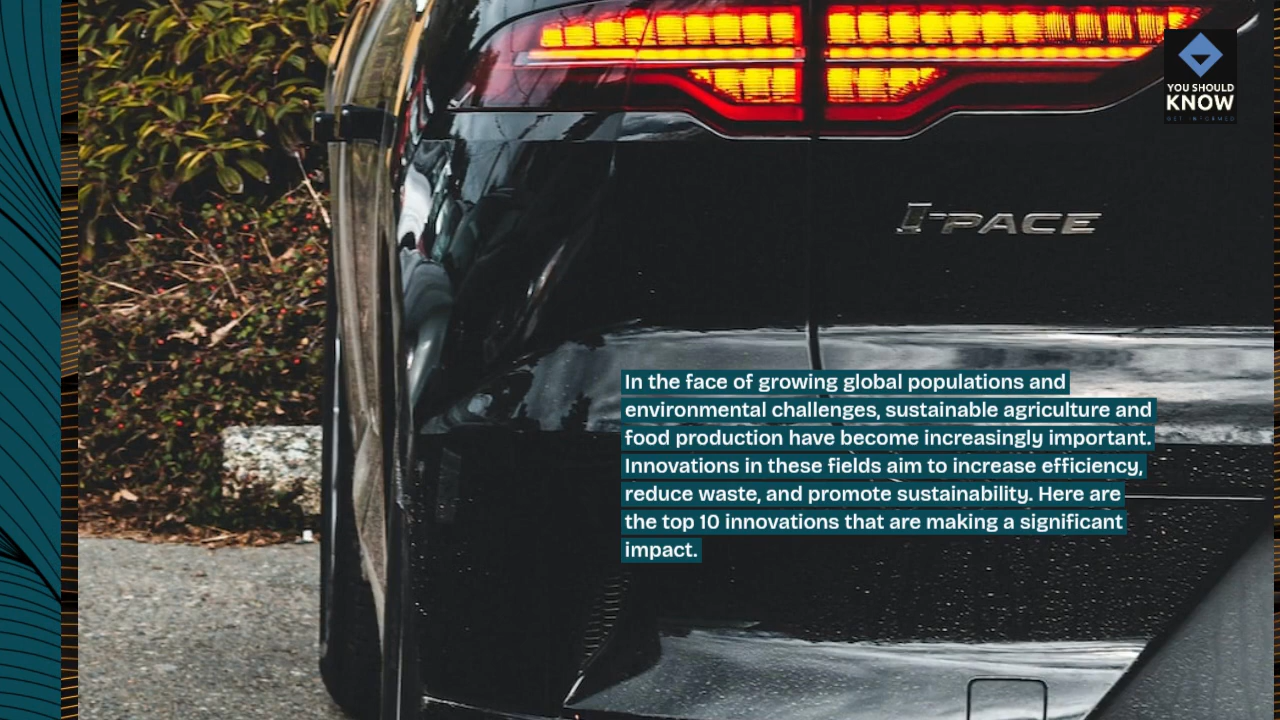 YOU SHOULD
KNOW
GET INFORMED
I-PACE
In the face of growing global populations and
environmental challenges, sustainable agriculture and
food production have become increasingly important.
Innovations in these fields aim to increase efficiency,
reduce waste, and promote sustainability. Here are
the top 10 innovations that are making a significant
impact.